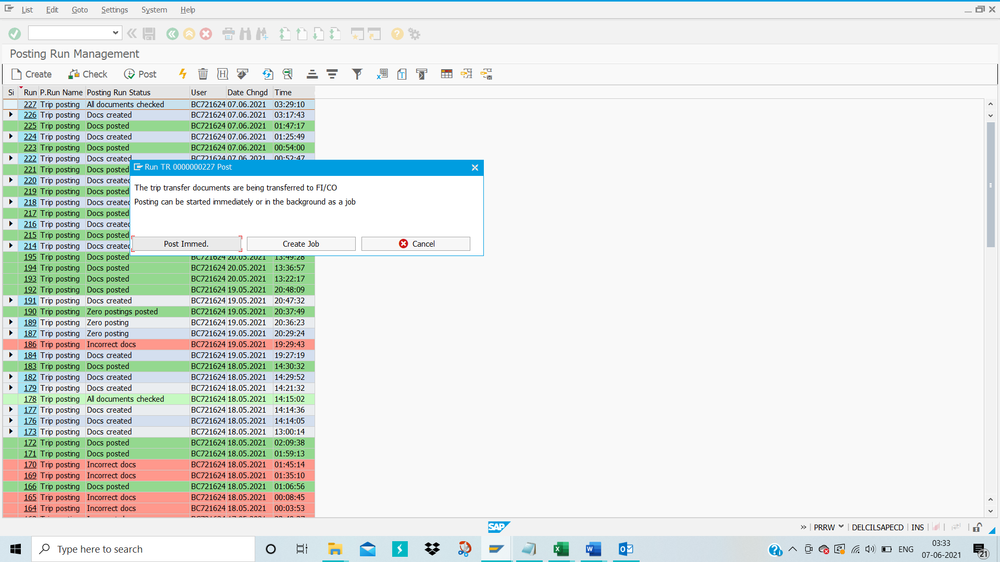 List Edit Goto Settings System Help
Posting Run Management
Create Check Post
Si Run P.Run Name Posting Run Status User Date Chngd Time
227 Trip posting All documents checked BC721624 07.06.2021 03:29:10
226 Trip posting Docs created BC721624 07.06.2021 03:17:43
225 Trip posting Docs posted BC721624 07.06.2021 01:47:17
224 Trip posting Docs created BC721624 07.06.2021 01:25:49
223 Trip posting Docs posted BC721624 07.06.2021 00:54:00
222 Trip posting Docs created BC721624 07.06.2021 00:52:47
221 Trip posting Docs posted
220 Trip posting Docs created
219 Trip posting Docs posted
218 Trip posting Docs created
217 Trip posting Docs posted
216 Trip posting Docs created
215 Trip posting Docs posted
214 Trip posting Docs created
Run TR 0000000227 Post
The trip transfer documents are being transferred to FI/CO
Posting can be started immediately or in the background as a job
Post Immed. Create Job Cancel
195 Trip posting Docs posted BC721624 20.05.2021 13:49:28
194 Trip posting Docs posted BC721624 20.05.2021 13:36:57
193 Trip posting Docs posted BC721624 20.05.2021 13:22:17
192 Trip posting Docs posted BC721624 19.05.2021 20:48:09
191 Trip posting Docs created BC721624 19.05.2021 20:47:32
190 Trip posting Zero postings posted BC721624 19.05.2021 20:37:49
189 Trip posting Zero posting BC721624 19.05.2021 20:36:23
187 Trip posting Zero posting BC721624 19.05.2021 20:29:24
186 Trip posting Incorrect docs BC721624 19.05.2021 19:29:43
184 Trip posting Docs created BC721624 19.05.2021 19:27:19
183 Trip posting Docs posted BC721624 18.05.2021 14:30:32
182 Trip posting Docs created BC721624 18.05.2021 14:29:52
179 Trip posting Docs created BC721624 18.05.2021 14:21:32
178 Trip posting All documents checked BC721624 18.05.2021 14:15:02
177 Trip posting Docs created BC721624 18.05.2021 14:14:36
176 Trip posting Docs created BC721624 18.05.2021 14:14:05
173 Trip posting Docs created BC721624 18.05.2021 13:00:14
172 Trip posting Docs posted BC721624 18.05.2021 02:09:38
171 Trip posting Docs posted BC721624 18.05.2021 01:59:13
170 Trip posting Incorrect docs BC721624 18.05.2021 01:45:14
169 Trip posting Incorrect docs BC721624 18.05.2021 01:35:10
166 Trip posting Docs posted BC721624 18.05.2021 01:06:56
165 Trip posting Incorrect docs BC721624 18.05.2021 00:08:45
164 Trip posting Incorrect docs BC721624 18.05.2021 00:03:53
SAP
PRRW DELCILSAPECD INS
Type here to search
ENG
03:33
07-06-2021
21